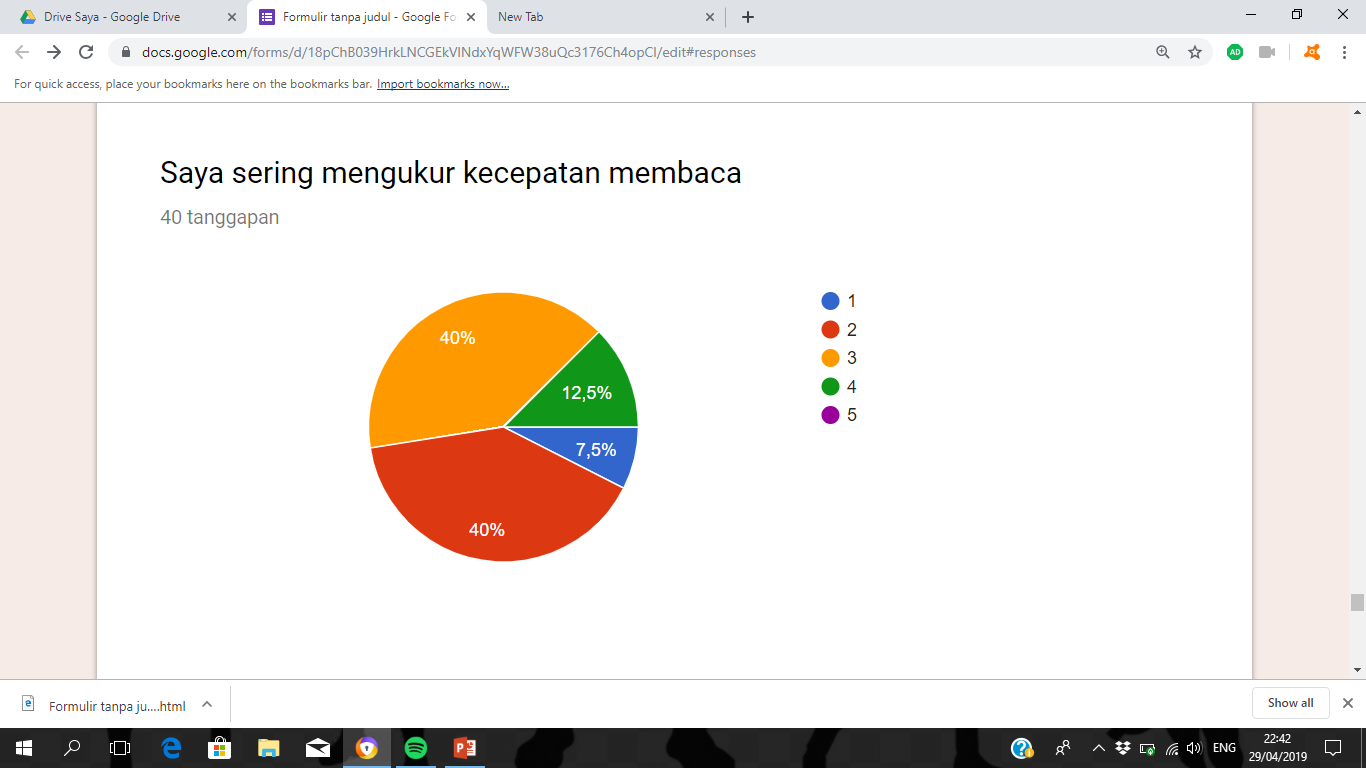 Drive Saya - Google Drive
Formulir tanpa judul - Google Fo
New Tab
docs.google.com/forms/d/18pChB039HrkLNCGEkVINdxYqWFW38uQc3176Ch4opCI/edit#responses
AD
For quick access, place your bookmarks here on the bookmarks bar. Import bookmarks now...
Saya sering mengukur kecepatan membaca
40 tanggapan
40%
12,5%
7,5%
40%
1
2
3
4
5
Formulir tanpa ju....html
Show all
ENG
22:42
29/04/2019